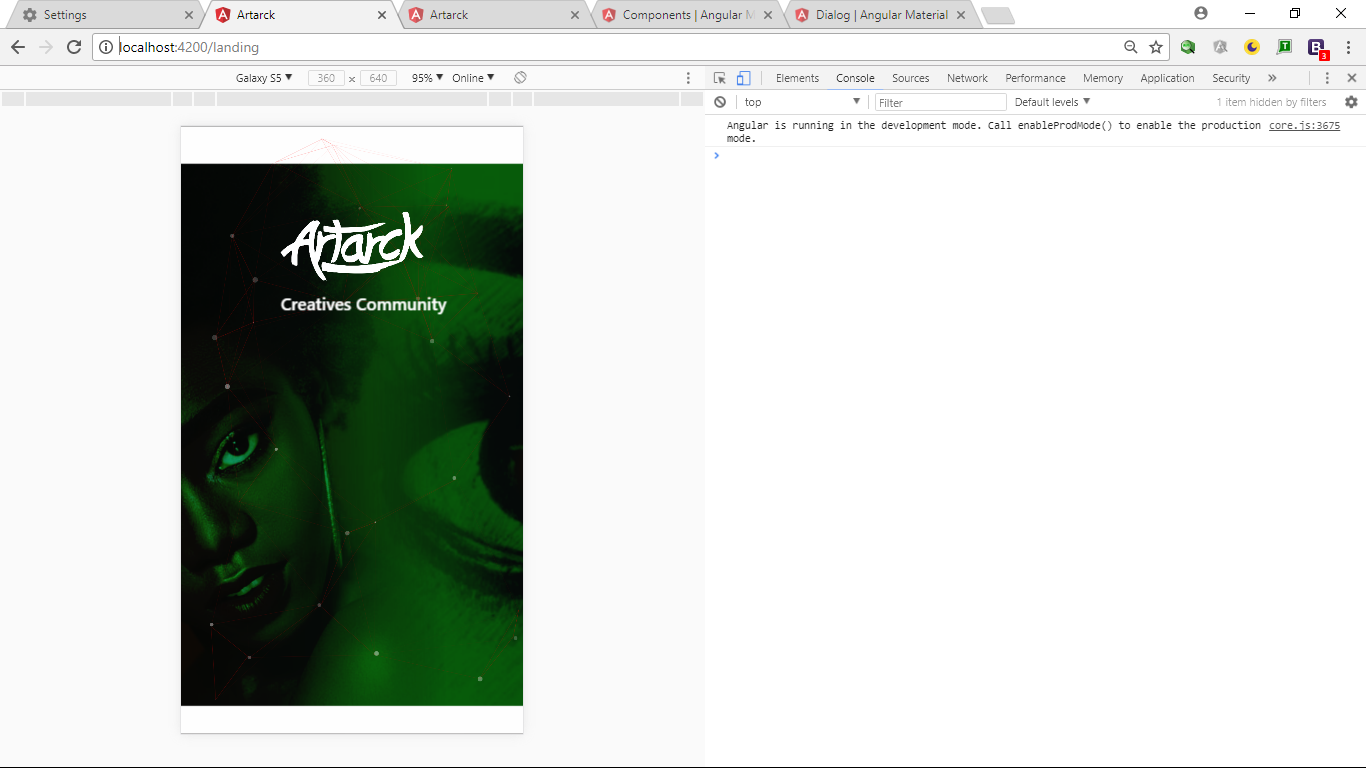 Settings
Artarck
Artarck
Components | Angular M
Dialog | Angular Material
localhost:4200/landing
3
Galaxy S5 360 × 640 95% Online
Elements Console Sources Network Performance Memory Application Security »
top Filter Default levels 1 item hidden by filters
Angular is running in the development mode. Call enableProdMode() to enable the production core.js:3675
mode.
Artarck
Creatives Community